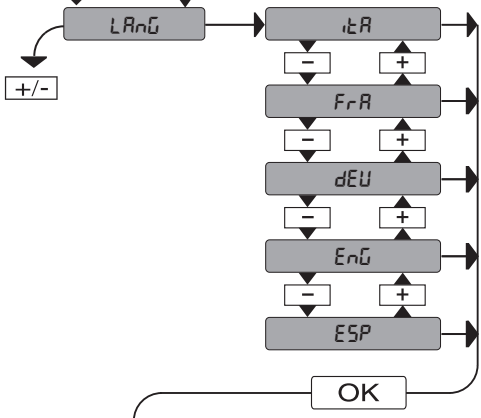 LAnG
itA
- +
+/-
FrA
- +
dEU
- +
EnG
- +
ESP
OK